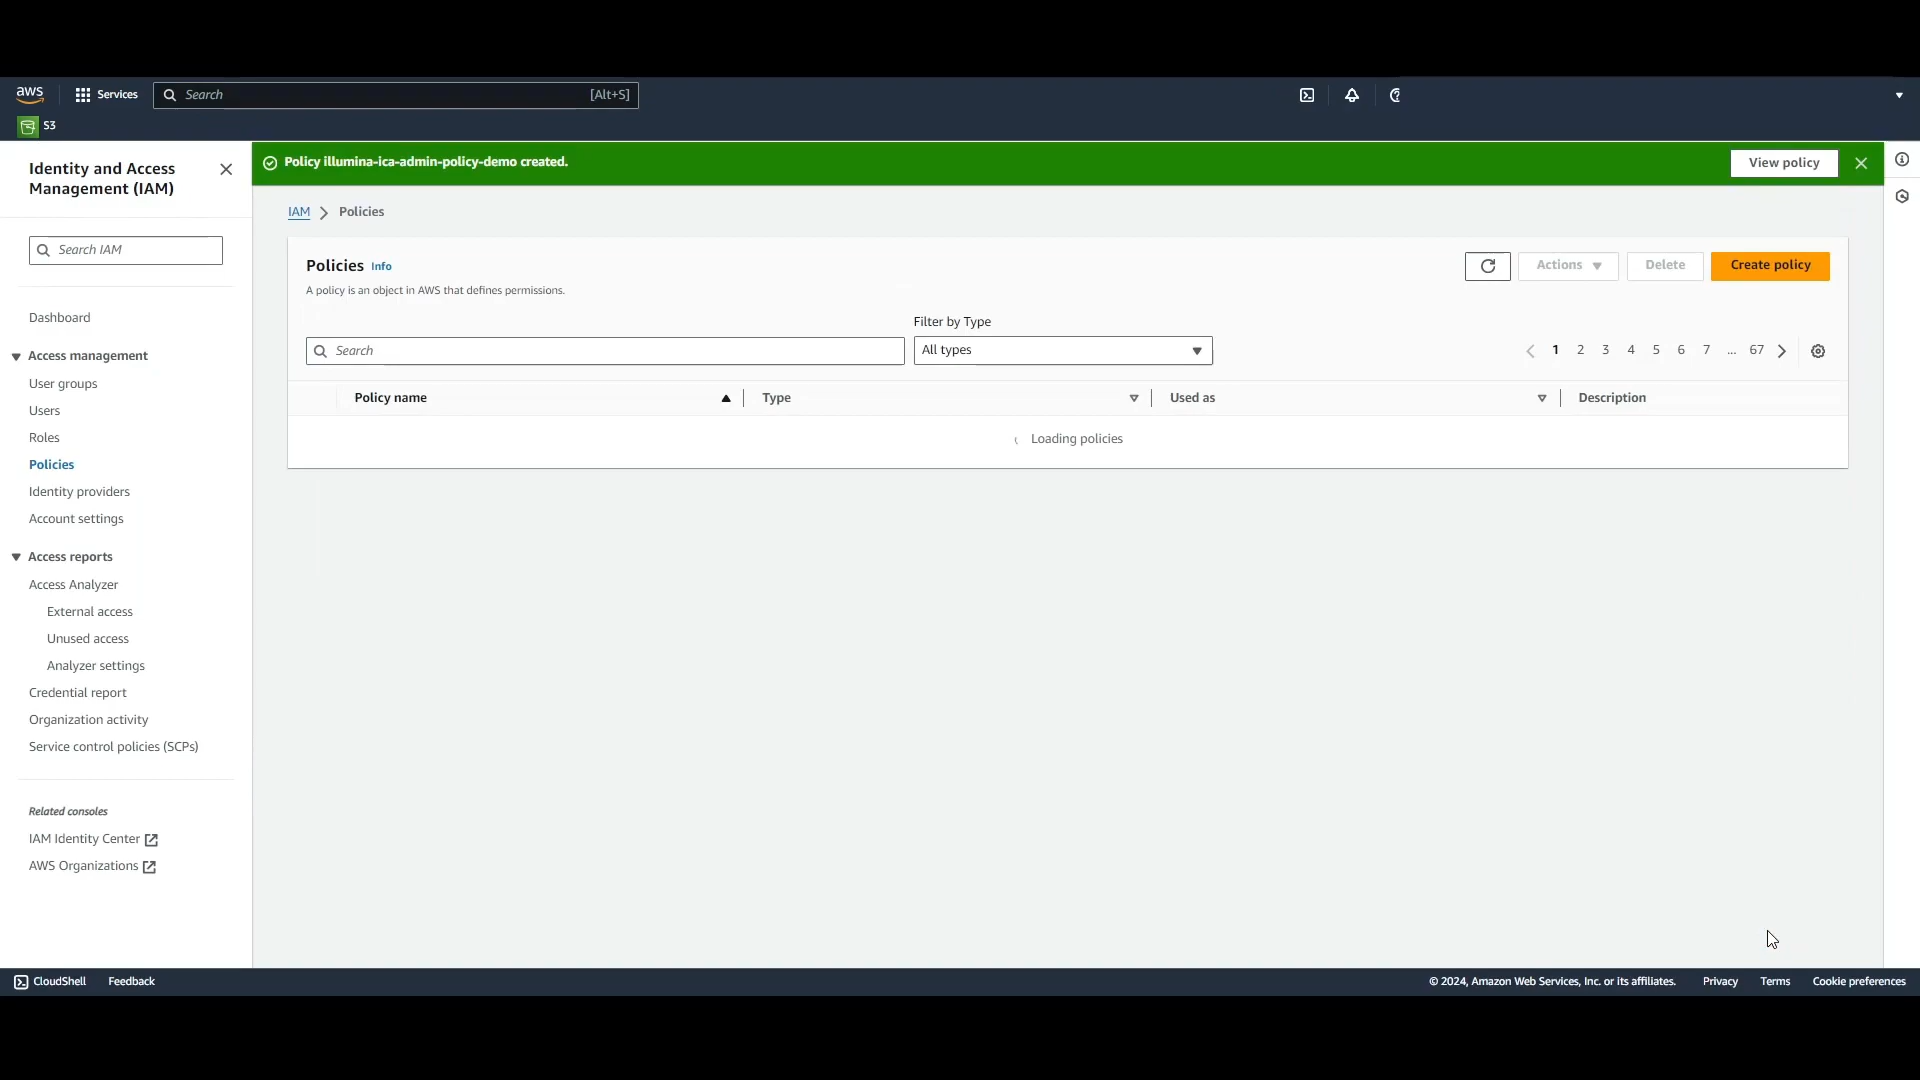 aws
Services
Search
[Alt+S]
S3
Identity and Access
Management (IAM)
Search IAM
Dashboard
Access management
User groups
Users
Roles
Policies
Identity providers
Account settings
Access reports
Access Analyzer
External access
Unused access
Analyzer settings
Credential report
Organization activity
Service control policies (SCPs)
Related consoles
IAM Identity Center
AWS Organizations
Policy illumina-ica-admin-policy-demo created.
View policy
IAM > Policies
Policies Info
A policy is an object in AWS that defines permissions.
Actions
Delete
Create policy
Filter by Type
Search
All types
1 2 3 4 5 6 7 ... 67
Policy name
Type
Used as
Description
Loading policies
CloudShell
Feedback
© 2024, Amazon Web Services, Inc. or its affiliates.
Privacy
Terms
Cookie preferences